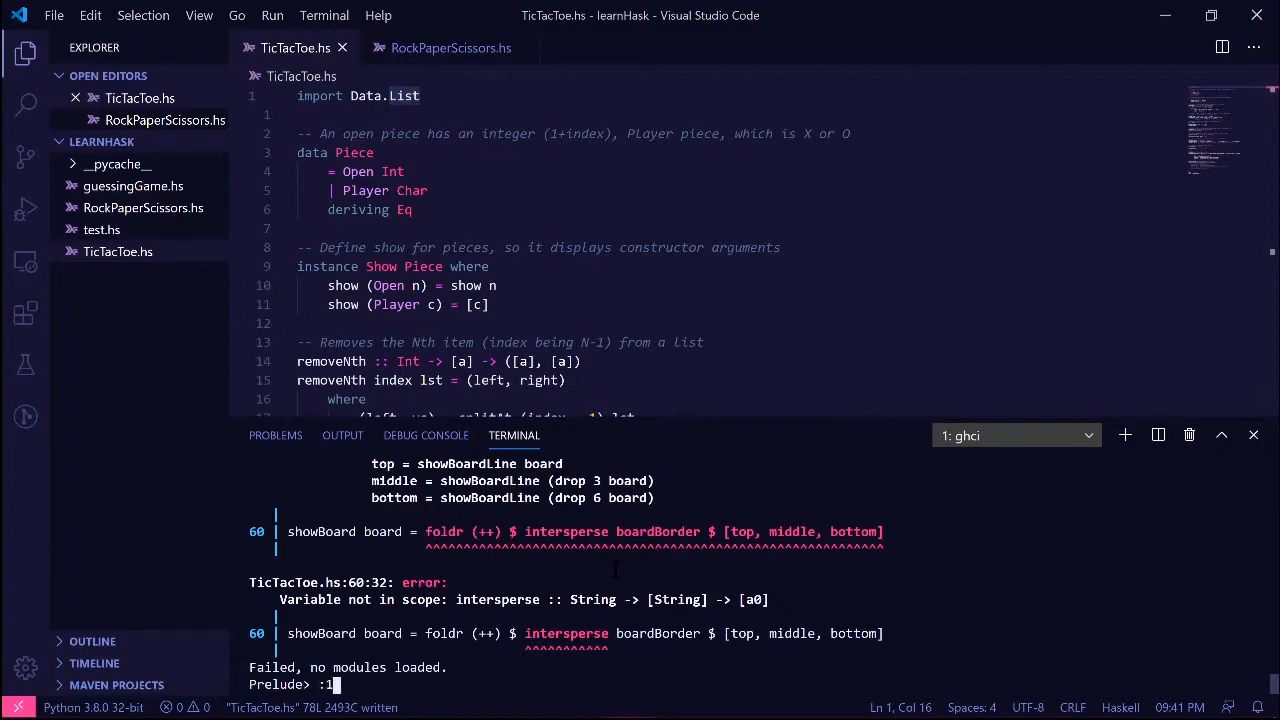 File Edit Selection View Go Run Terminal Help TicTacToe.hs - learnHask - Visual Studio Code
EXPLORER TicTacToe.hs RockPaperScissors.hs
OPEN EDITORS
TicTacToe.hs
RockPaperScissors.hs
LEARNHASK
__pycache__
guessingGame.hs
RockPaperScissors.hs
test.hs
TicTacToe.hs
OUTLINE
TIMELINE
MAVEN PROJECTS
TicTacToe.hs
1 import Data.List
1
2 -- An open piece has an integer (1+index), Player piece, which is X or O
3 data Piece
4 = Open Int
5 | Player Char
6 deriving Eq
7
8 -- Define show for pieces, so it displays constructor arguments
9 instance Show Piece where
10 show (Open n) = show n
11 show (Player c) = [c]
12
13 -- Removes the Nth item (index being N-1) from a list
14 removeNth :: Int -> [a] -> ([a], [a])
15 removeNth index lst = (left, right)
16 where
PROBLEMS OUTPUT DEBUG CONSOLE TERMINAL 1: ghci
top = showBoardLine board
middle = showBoardLine (drop 3 board)
bottom = showBoardLine (drop 6 board)
|
60 | showBoard board = foldr (++) $ intersperse boardBorder $ [top, middle, bottom]
| ^^^^^^^^^^^^^^^^^^^^^^^^^^^^^^^^^^^^^^^^^^^^^^^^^^^^^^^^^^^^
TicTacToe.hs:60:32: error:
Variable not in scope: intersperse :: String -> [String] -> [a0]
|
60 | showBoard board = foldr (++) $ intersperse boardBorder $ [top, middle, bottom]
| ^^^^^^^^^^^
Failed, no modules loaded.
Prelude> :1
Python 3.8.0 32-bit 0 0 "TicTacToe.hs" 78L 2493C written Ln 1, Col 16 Spaces: 4 UTF-8 CRLF Haskell 09:41 PM